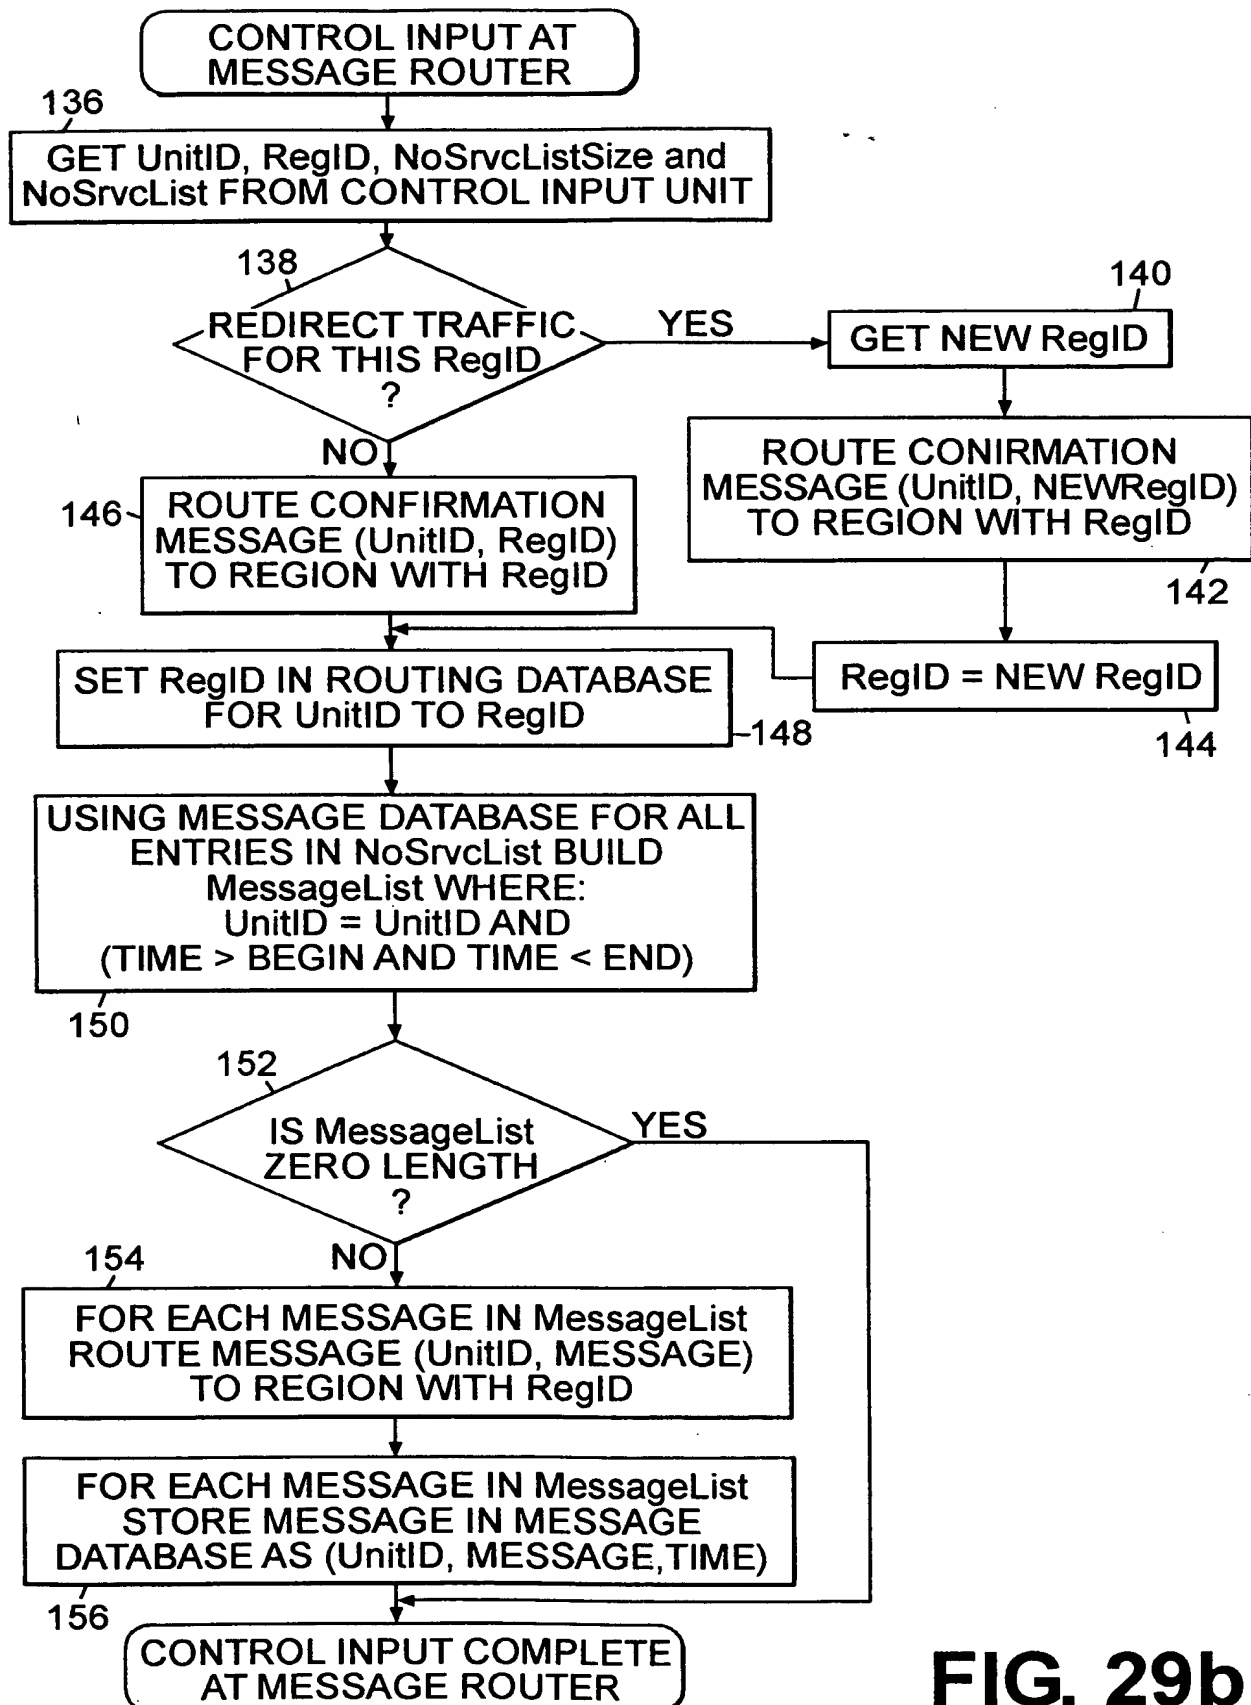 CONTROL INPUT AT
MESSAGE ROUTER
136
GET UnitID, RegID, NoSrvcListSize and
NoSrvcList FROM CONTROL INPUT UNIT
138
REDIRECT TRAFFIC
FOR THIS RegID
?
YES
140
GET NEW RegID
ROUTE CONIRMATION
MESSAGE (UnitID, NEWRegID)
TO REGION WITH RegID
142
NO
146
ROUTE CONFIRMATION
MESSAGE (UnitID, RegID)
TO REGION WITH RegID
RegID = NEW RegID
144
SET RegID IN ROUTING DATABASE
FOR UnitID TO RegID
148
USING MESSAGE DATABASE FOR ALL
ENTRIES IN NoSrvcList BUILD
MessageList WHERE:
UnitID = UnitID AND
(TIME > BEGIN AND TIME < END)
150
152
IS MessageList
ZERO LENGTH
?
YES
NO
154
FOR EACH MESSAGE IN MessageList
ROUTE MESSAGE (UnitID, MESSAGE)
TO REGION WITH RegID
FOR EACH MESSAGE IN MessageList
STORE MESSAGE IN MESSAGE
DATABASE AS (UnitID, MESSAGE,TIME)
156
CONTROL INPUT COMPLETE
AT MESSAGE ROUTER
FIG. 29b